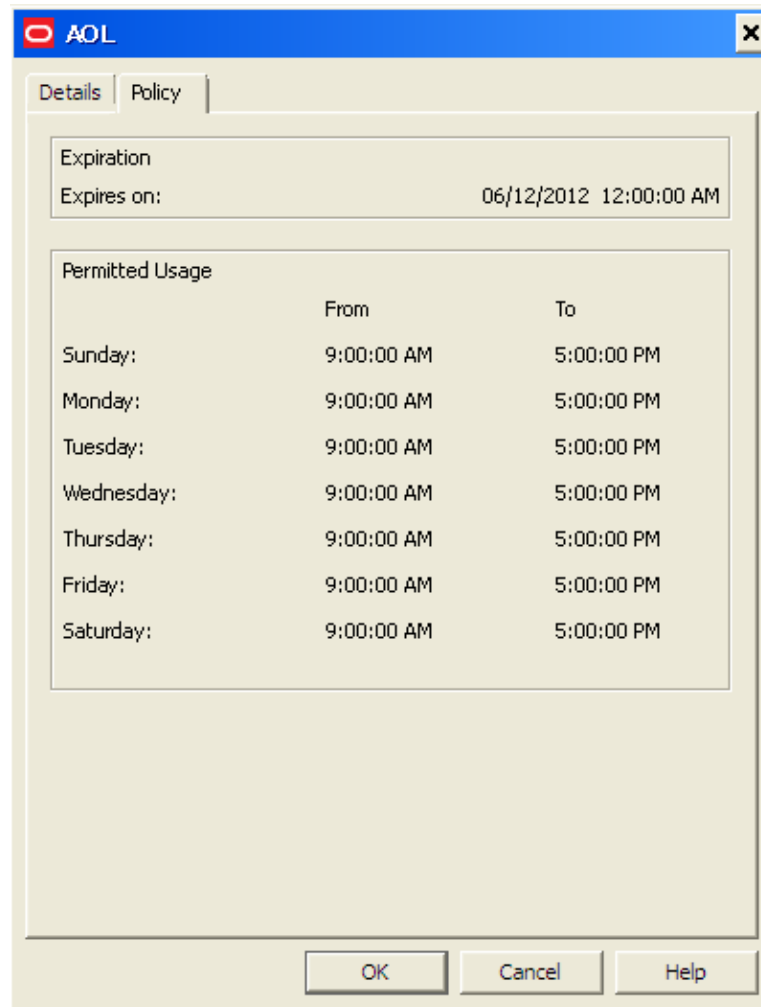 AOL
Details Policy
Expiration
Expires on: 06/12/2012 12:00:00 AM
Permitted Usage
From To
Sunday: 9:00:00 AM 5:00:00 PM
Monday: 9:00:00 AM 5:00:00 PM
Tuesday: 9:00:00 AM 5:00:00 PM
Wednesday: 9:00:00 AM 5:00:00 PM
Thursday: 9:00:00 AM 5:00:00 PM
Friday: 9:00:00 AM 5:00:00 PM
Saturday: 9:00:00 AM 5:00:00 PM
OK Cancel Help